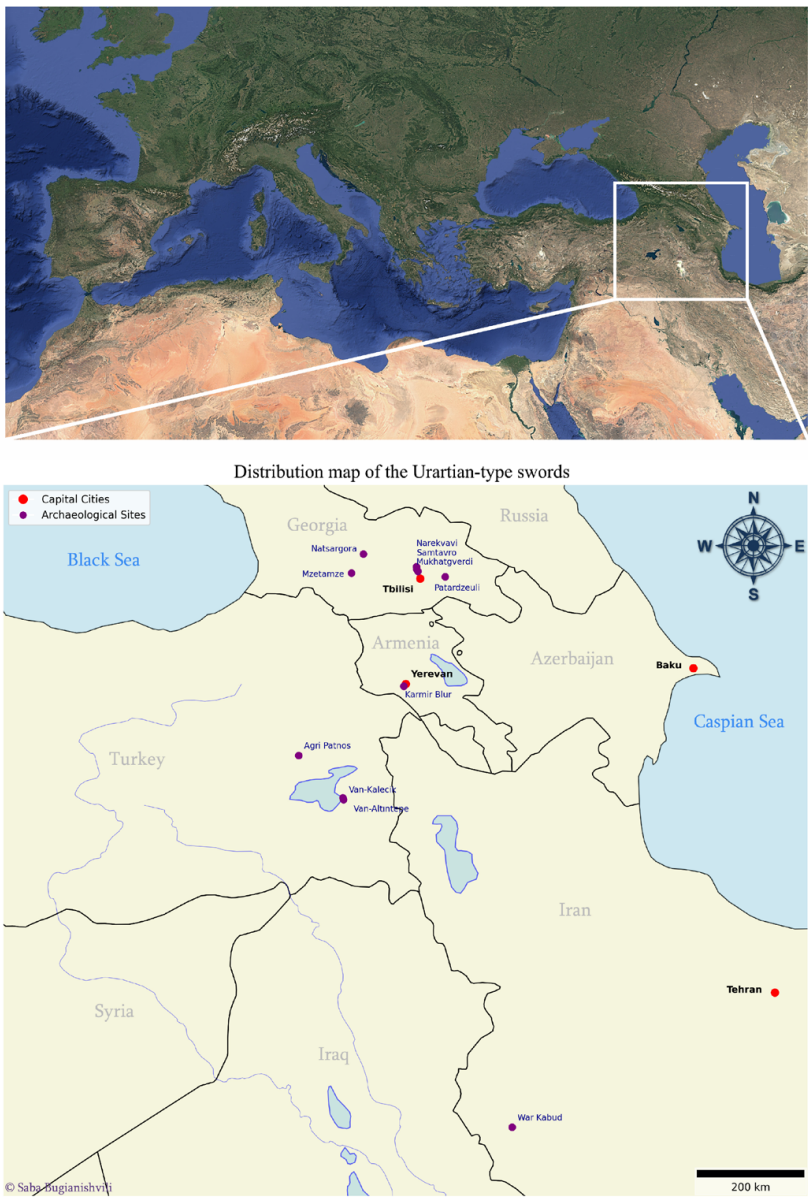 Distribution map of the Urartian-type swords
Capital Cities
Archaeological Sites
Black Sea
Georgia
Russia
N
W
E
S
Natsargora
Narekvavi
Samtavro
Mukhatgverdi
Mzetamze
Tbilisi
Patardzeuli
Armenia
Azerbaijan
Yerevan
Karmir Blur
Baku
Caspian Sea
Turkey
Agri Patnos
Van-Kalecik
Van-Altıntepe
Iran
Tehran
Syria
Iraq
War Kabud
200 km
© Saba Bugianishvili